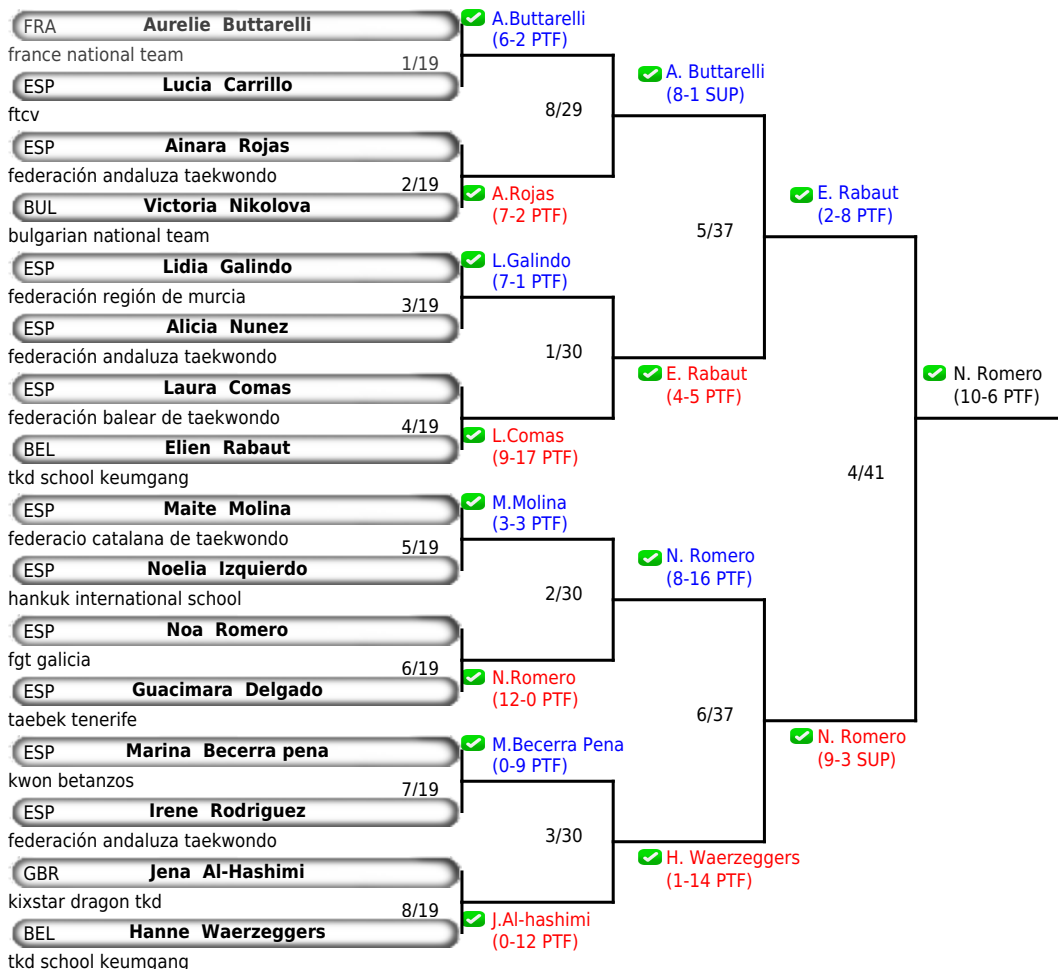 FRA Aurelie Buttarelli
france national team
1/19
ESP Lucia Carrillo
ftcv
ESP Ainara Rojas
federación andaluza taekwondo
2/19
BUL Victoria Nikolova
bulgarian national team
ESP Lidia Galindo
federación región de murcia
3/19
ESP Alicia Nunez
federación andaluza taekwondo
ESP Laura Comas
federación balear de taekwondo
4/19
BEL Elien Rabaut
tkd school keumgang
ESP Maite Molina
federacio catalana de taekwondo
5/19
ESP Noelia Izquierdo
hankuk international school
ESP Noa Romero
fgt galicia
6/19
ESP Guacimara Delgado
taebek tenerife
ESP Marina Becerra pena
kwon betanzos
7/19
ESP Irene Rodriguez
federación andaluza taekwondo
GBR Jena Al-Hashimi
kixstar dragon tkd
8/19
BEL Hanne Waerzeggers
tkd school keumgang
A.Buttarelli
(6-2 PTF)
8/29
A.Rojas
(7-2 PTF)
L.Galindo
(7-1 PTF)
1/30
L.Comas
(9-17 PTF)
M.Molina
(3-3 PTF)
2/30
N.Romero
(12-0 PTF)
M.Becerra Pena
(0-9 PTF)
3/30
J.Al-hashimi
(0-12 PTF)
A. Buttarelli
(8-1 SUP)
5/37
E. Rabaut
(4-5 PTF)
N. Romero
(8-16 PTF)
6/37
H. Waerzeggers
(1-14 PTF)
E. Rabaut
(2-8 PTF)
4/41
N. Romero
(9-3 SUP)
N. Romero
(10-6 PTF)